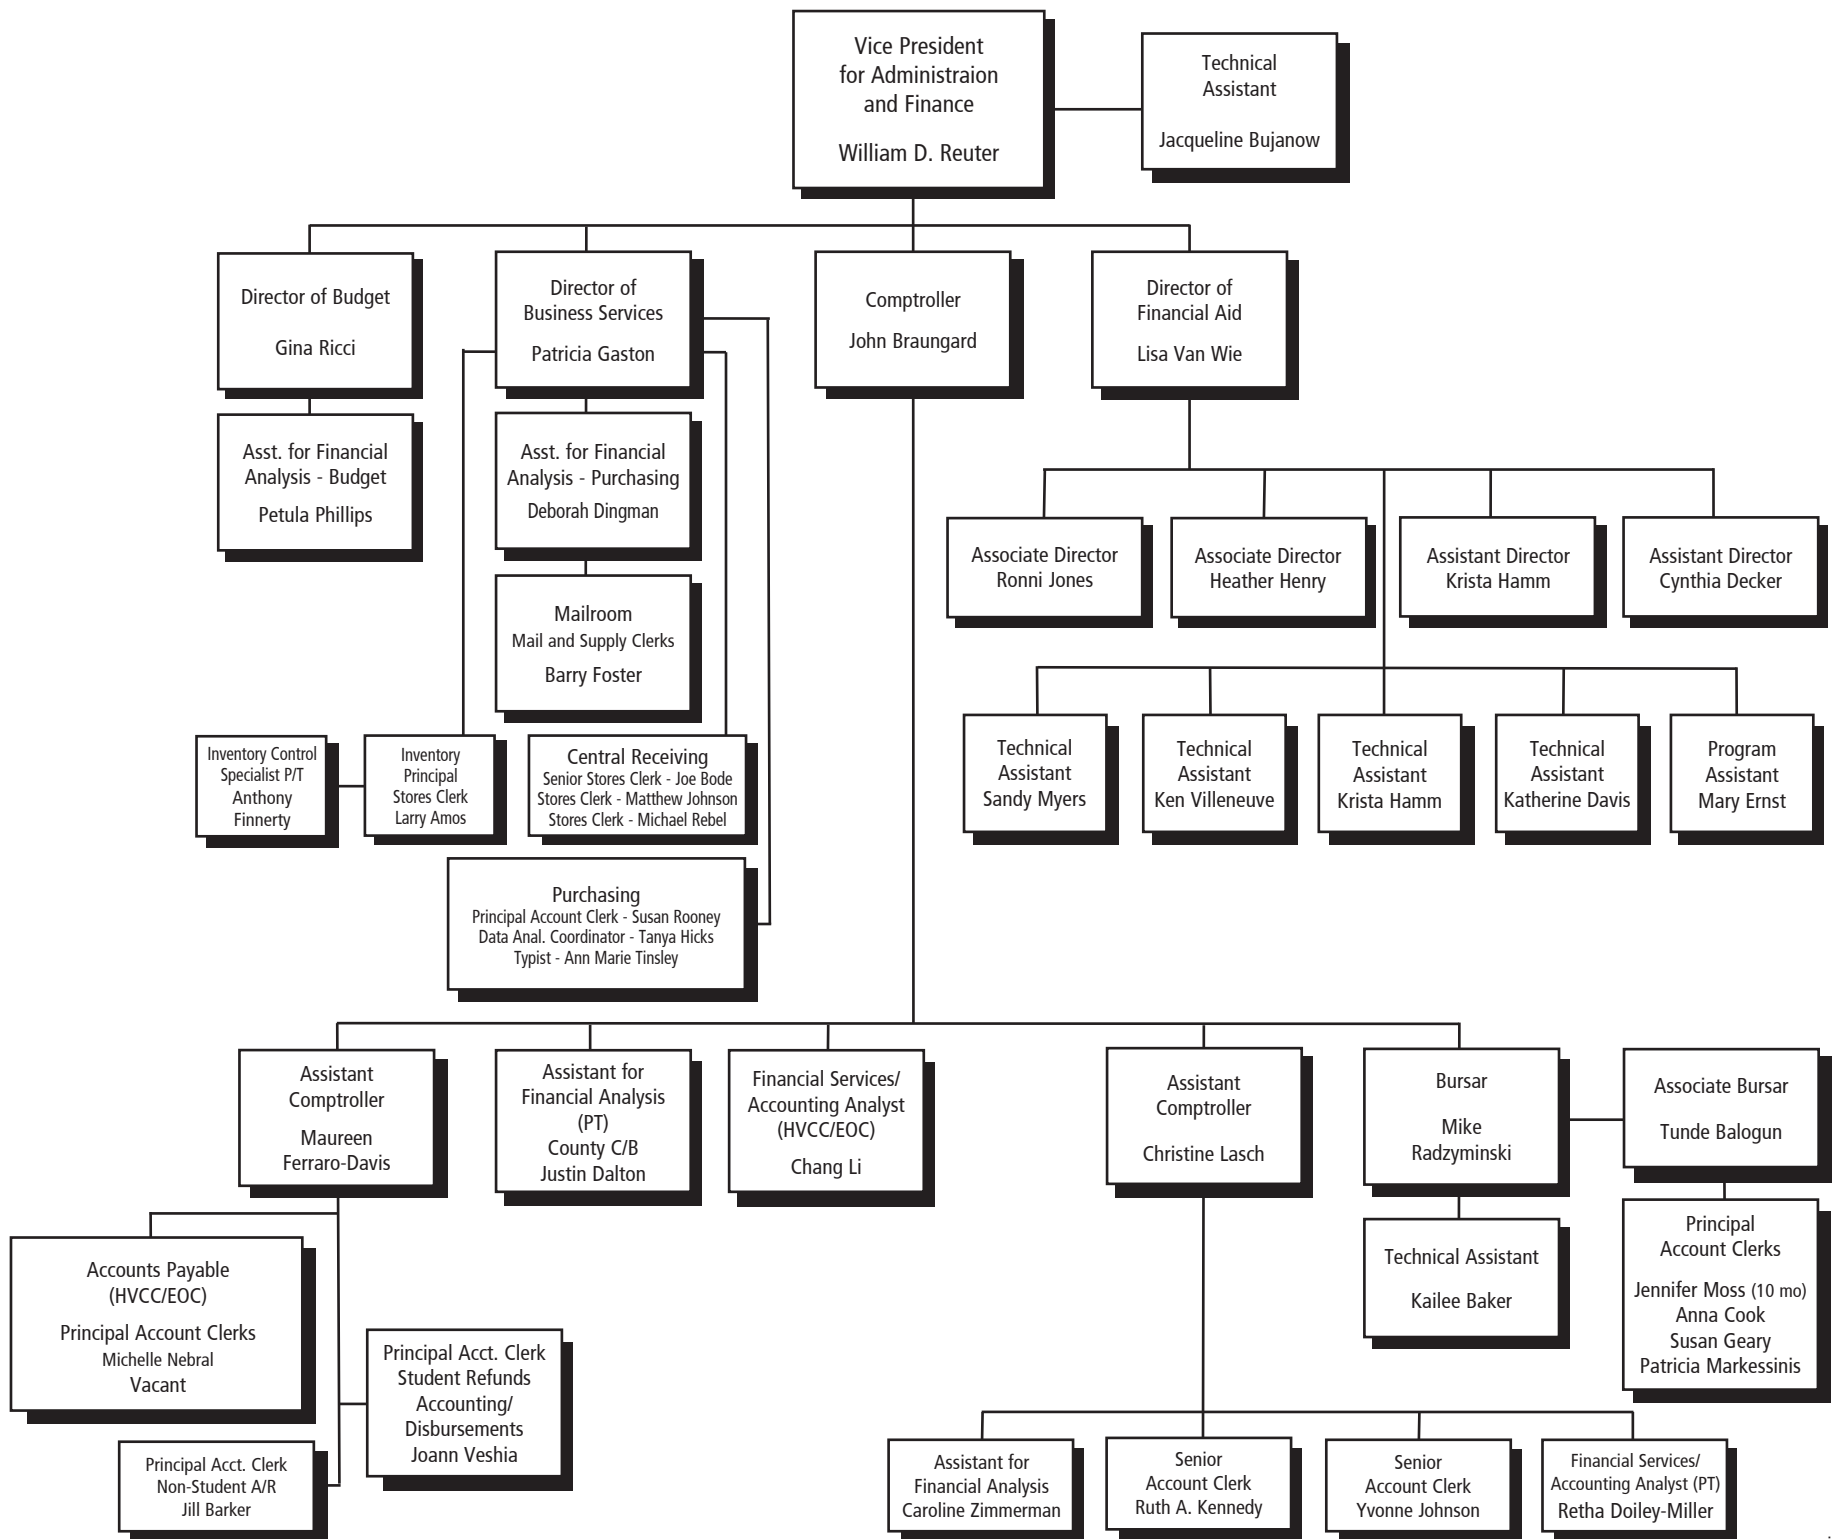 Vice President
for Administraion
and Finance
William D. Reuter
Technical
Assistant
Jacqueline Bujanow
Director of Budget
Gina Ricci
Director of
Business Services
Patricia Gaston
Comptroller
John Braungard
Director of
Financial Aid
Lisa Van Wie
Asst. for Financial
Analysis - Budget
Petula Phillips
Asst. for Financial
Analysis - Purchasing
Deborah Dingman
Associate Director
Ronni Jones
Associate Director
Heather Henry
Assistant Director
Krista Hamm
Assistant Director
Cynthia Decker
Mailroom
Mail and Supply Clerks
Barry Foster
Technical
Assistant
Sandy Myers
Technical
Assistant
Ken Villeneuve
Technical
Assistant
Krista Hamm
Technical
Assistant
Katherine Davis
Program
Assistant
Mary Ernst
Inventory Control
Specialist P/T
Anthony
Finnerty
Inventory
Principal
Stores Clerk
Larry Amos
Central Receiving
Senior Stores Clerk - Joe Bode
Stores Clerk - Matthew Johnson
Stores Clerk - Michael Rebel
Purchasing
Principal Account Clerk - Susan Rooney
Data Anal. Coordinator - Tanya Hicks
Typist - Ann Marie Tinsley
Assistant
Comptroller
Maureen
Ferraro-Davis
Assistant for
Financial Analysis
(PT)
County C/B
Justin Dalton
Financial Services/
Accounting Analyst
(HVCC/EOC)
Chang Li
Assistant
Comptroller
Christine Lasch
Bursar
Mike
Radzyminski
Associate Bursar
Tunde Balogun
Accounts Payable
(HVCC/EOC)
Principal Account Clerks
Michelle Nebral
Vacant
Technical Assistant
Kailee Baker
Principal
Account Clerks
Jennifer Moss (10 mo)
Anna Cook
Susan Geary
Patricia Markessinis
Principal Acct. Clerk
Student Refunds
Accounting/
Disbursements
Joann Veshia
Principal Acct. Clerk
Non-Student A/R
Jill Barker
Assistant for
Financial Analysis
Caroline Zimmerman
Senior
Account Clerk
Ruth A. Kennedy
Senior
Account Clerk
Yvonne Johnson
Financial Services/
Accounting Analyst (PT)
Retha Doiley-Miller